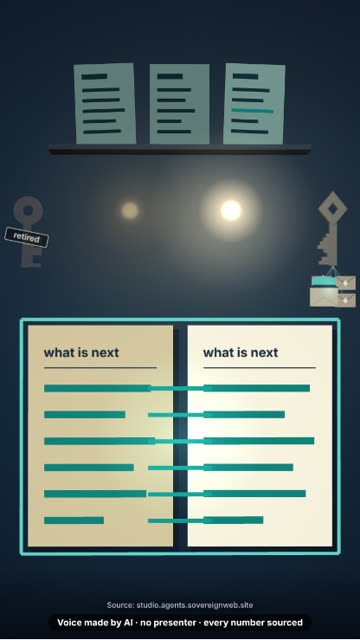 retired
what is next
what is next
Source: studio.agents.sovereignweb.site
Voice made by AI · no presenter · every number sourced